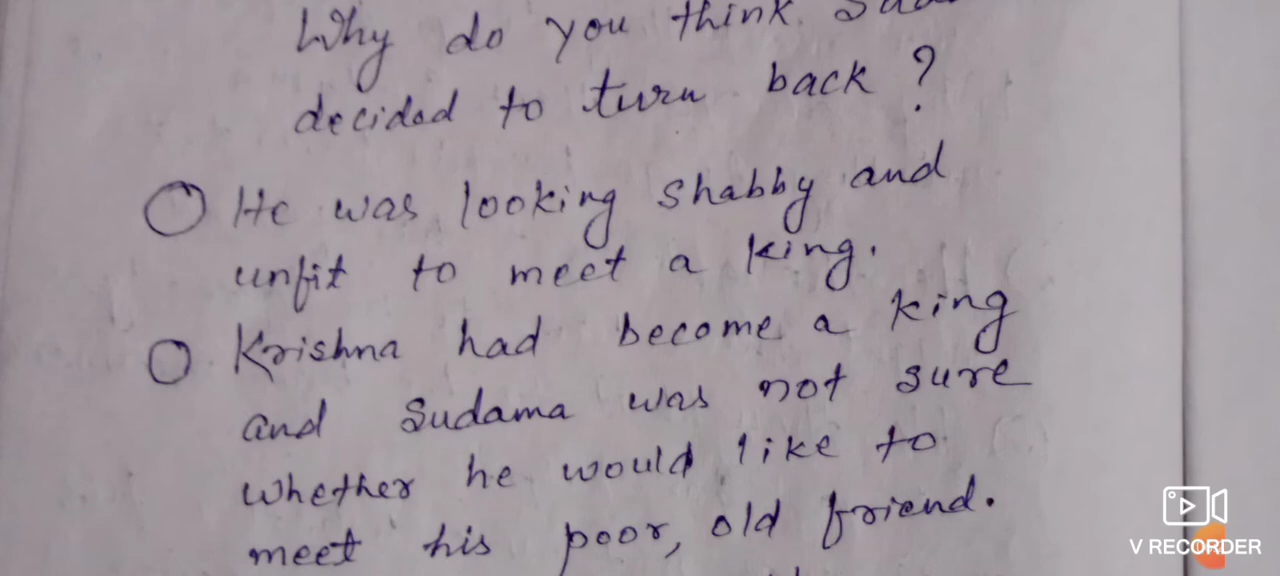 Why do you think
decided to turn back ?
He was looking shabby and
unfit to meet a king.
Krishna had become a king
and Sudama was not sure
whether he would like to
meet his poor, old friend.
V RECORDER